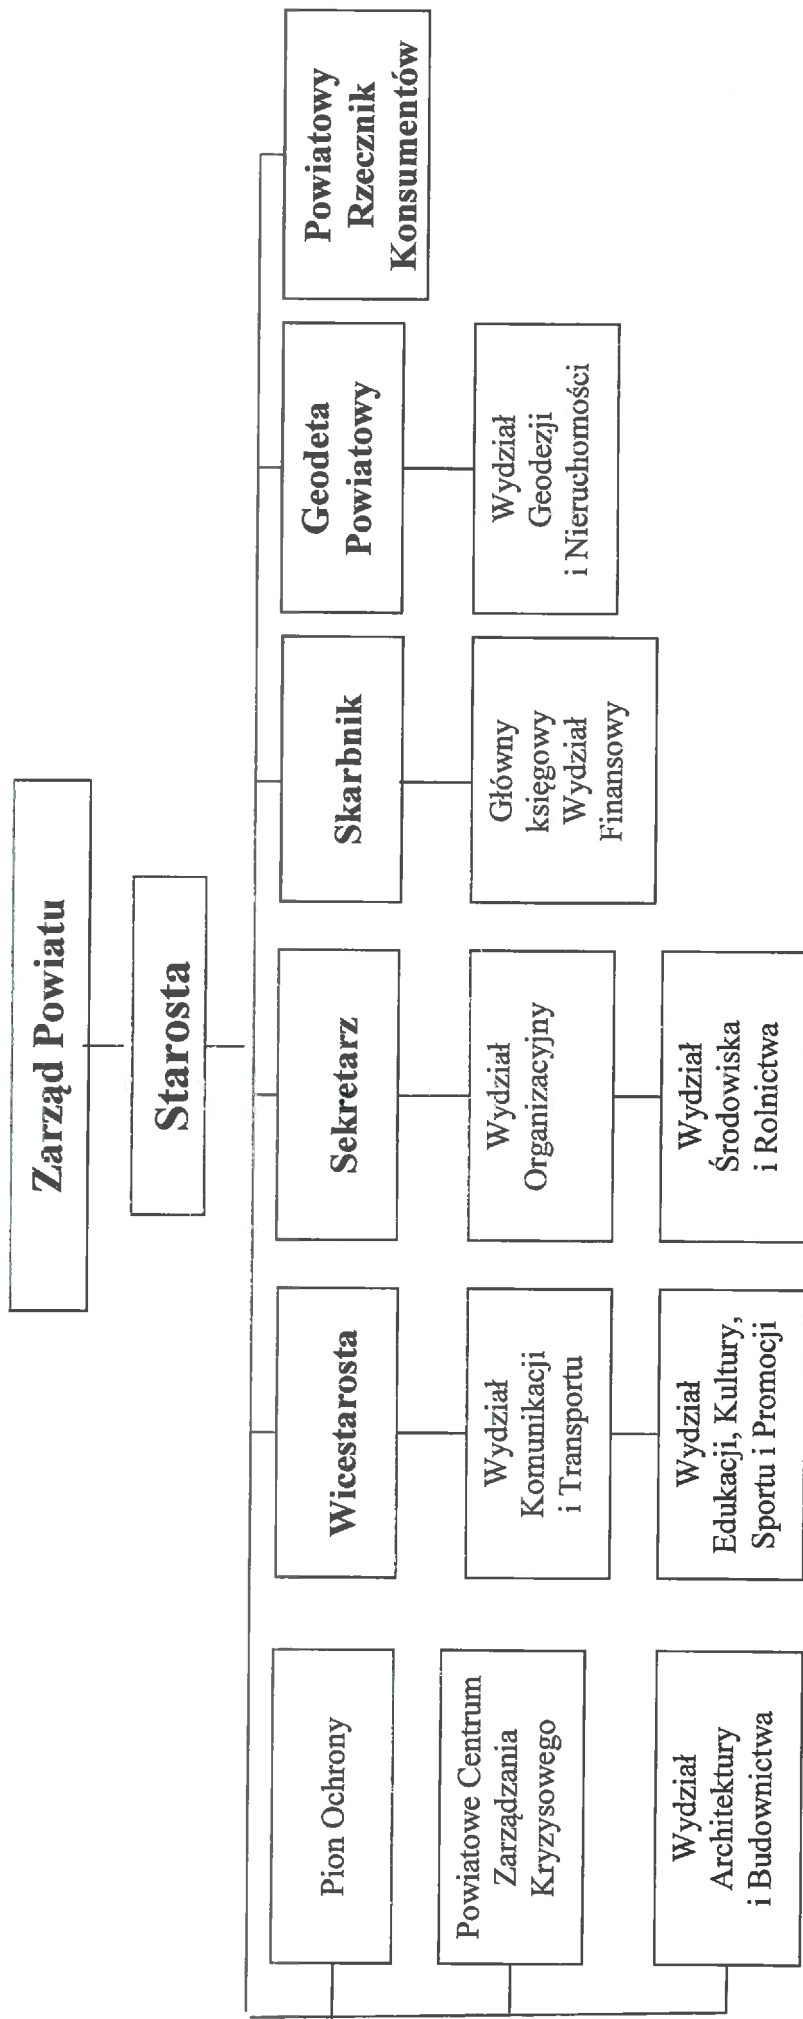 Zarząd Powiatu
Starosta
Pion Ochrony
Powiatowe Centrum
Zarządzania
Kryzysowego
Wydział
Architektury
i Budownictwa
Wicestarosta
Wydział
Komunikacji
i Transportu
Wydział
Edukacji, Kultury,
Sportu i Promocji
Sekretarz
Wydział
Organizacyjny
Wydział
Środowiska
i Rolnictwa
Skarbnik
Główny
księgowy
Wydział
Finansowy
Geodeta
Powiatowy
Wydział
Geodezji
i Nieruchomości
Powiatowy
Rzecznik
Konsumentów